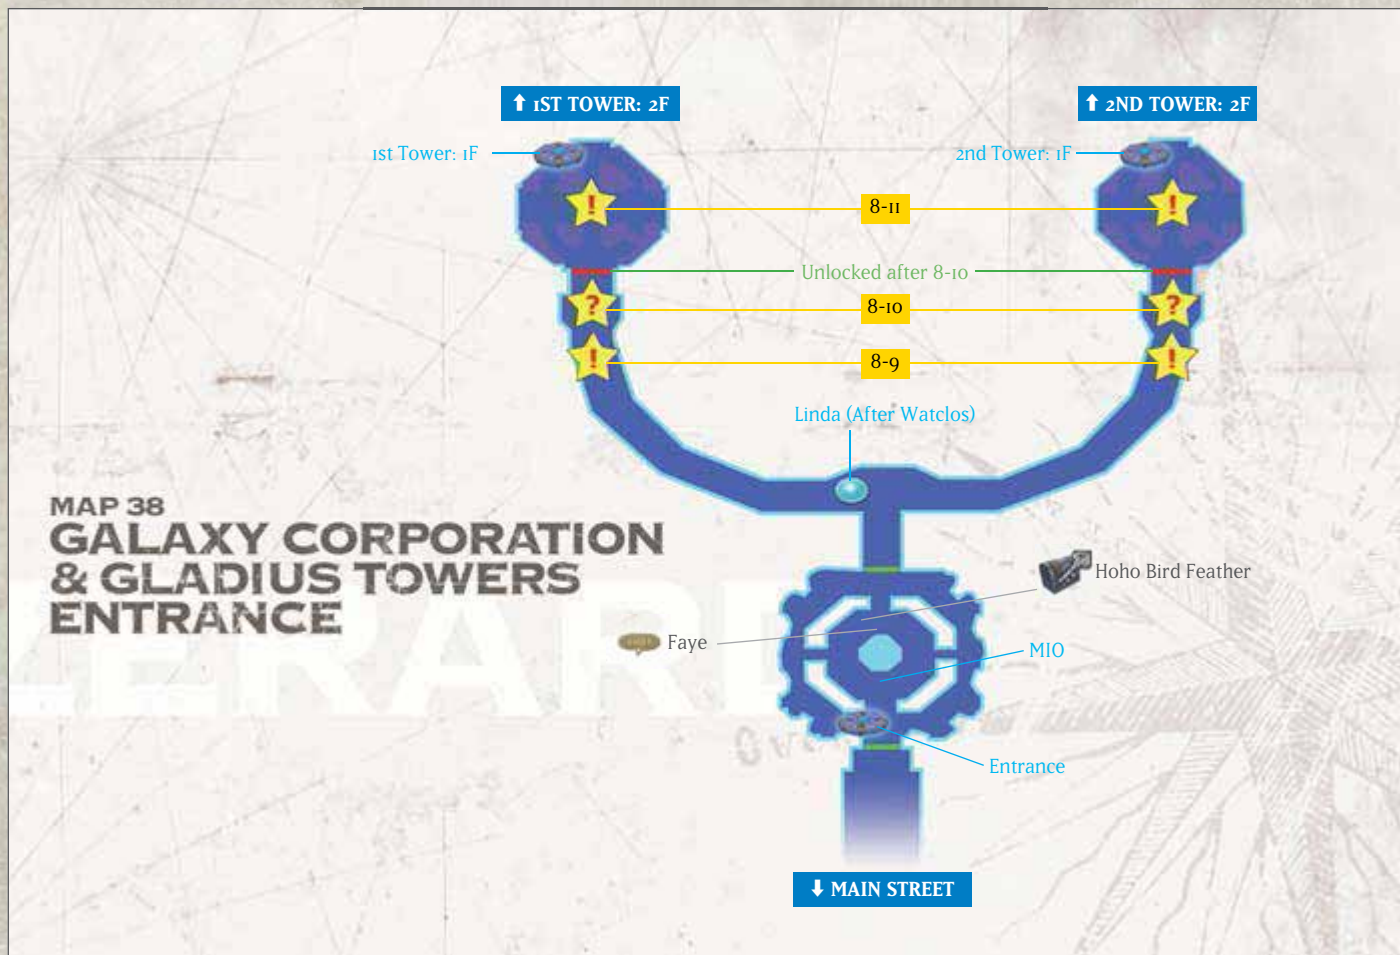 ↑ 1ST TOWER: 2F
↑ 2ND TOWER: 2F
1st Tower: 1F
2nd Tower: 1F
!
8-11
!
Unlocked after 8-10
?
8-10
?
!
8-9
!
Linda (After Watclos)
MAP 38
GALAXY CORPORATION
& GLADIUS TOWERS
ENTRANCE
Hoho Bird Feather
Faye
MIO
Entrance
↓ MAIN STREET